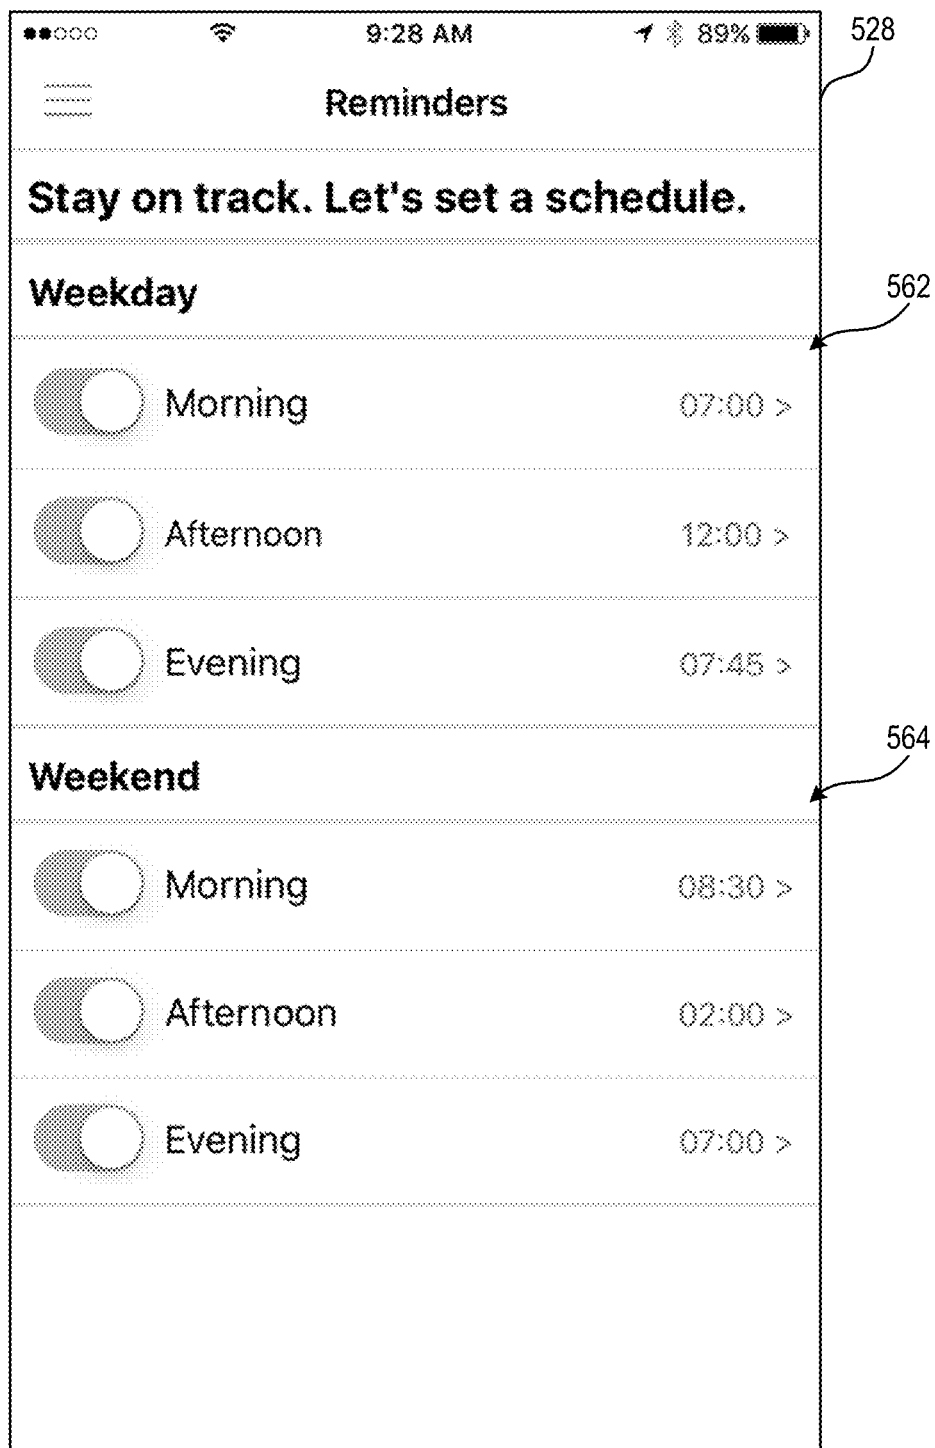 9:28 AM 89% 528
Reminders
Stay on track. Let's set a schedule.
Weekday
562
Morning 07:00 >
Afternoon 12:00 >
Evening 07:45 >
564
Weekend
Morning 08:30 >
Afternoon 02:00 >
Evening 07:00 >